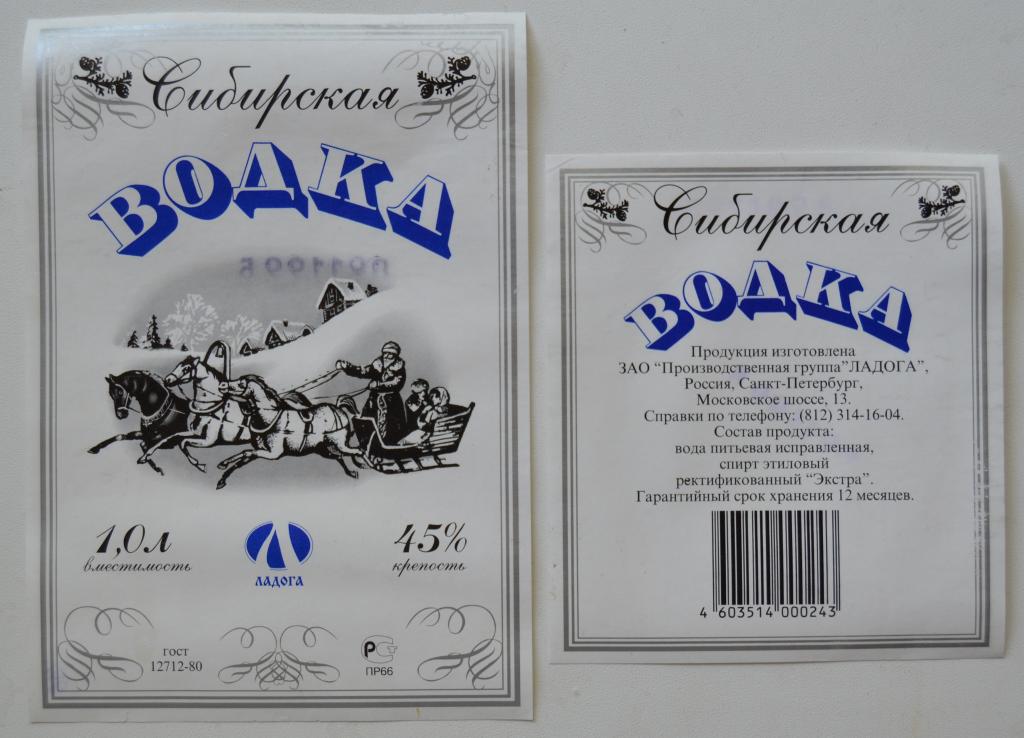 Сибирская
ВОДКА
1,0л
вместимость
ЛАДОГА
45%
крепость
ГОСТ
12712-80
РСТ
ПР66
Сибирская
ВОДКА
Продукция изготовлена
ЗАО “Производственная группа”ЛАДОГА”,
Россия, Санкт-Петербург,
Московское шоссе, 13.
Справки по телефону: (812) 314-16-04.
Состав продукта:
вода питьевая исправленная,
спирт этиловый
ректификованный “Экстра”.
Гарантийный срок хранения 12 месяцев.
4 603514 000243